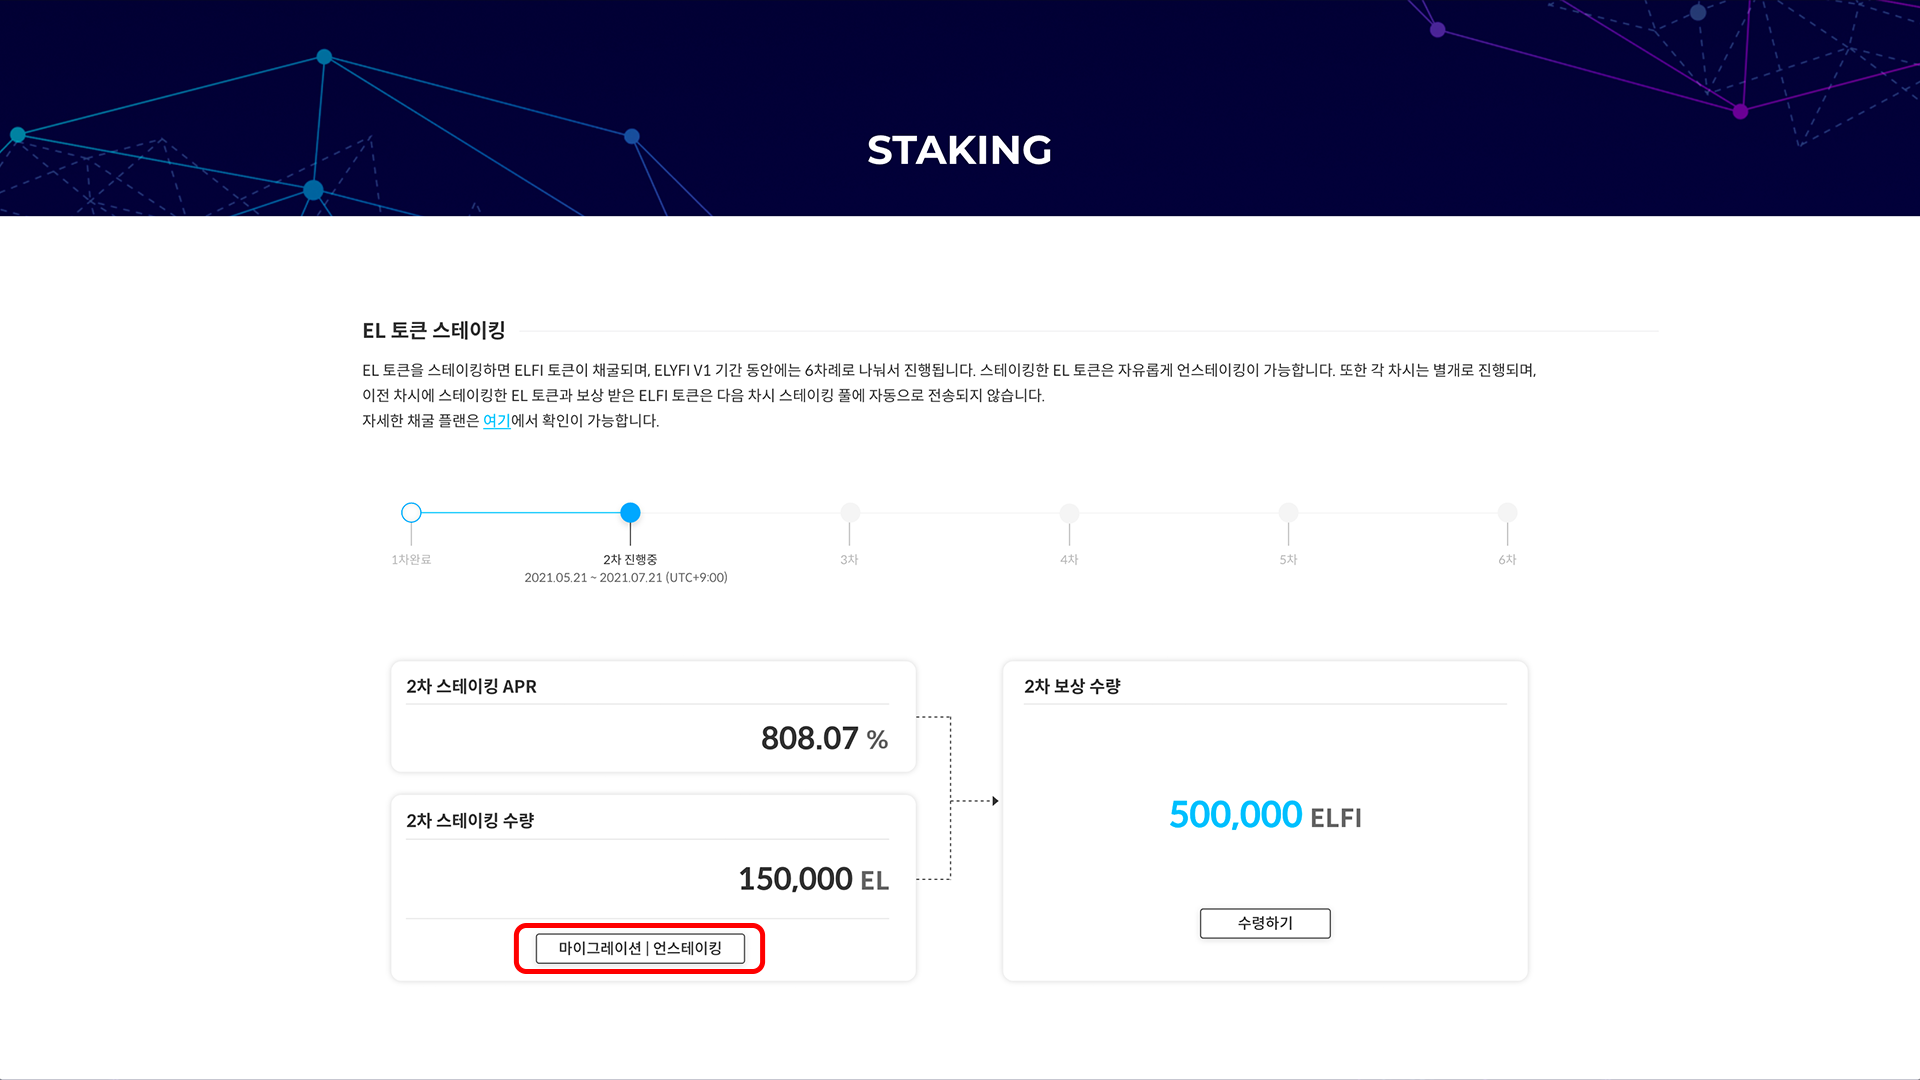 STAKING
EL 토큰 스테이킹
EL 토큰을 스테이킹하면 ELFI 토큰이 채굴되며, ELYFI V1 기간 동안에는 6차례로 나눠서 진행됩니다. 스테이킹한 EL 토큰은 자유롭게 언스테이킹이 가능합니다. 또한 각 차시는 별개로 진행되며,
이전 차시에 스테이킹한 EL 토큰과 보상 받은 ELFI 토큰은 다음 차시 스테이킹 풀에 자동으로 전송되지 않습니다.
자세한 채굴 플랜은 여기에서 확인이 가능합니다.
1차완료
2차 진행중
2021.05.21 ~ 2021.07.21 (UTC+9:00)
3차
4차
5차
6차
2차 스테이킹 APR
808.07 %
2차 스테이킹 수량
150,000 EL
마이그레이션 | 언스테이킹
2차 보상 수량
500,000 ELFI
수령하기